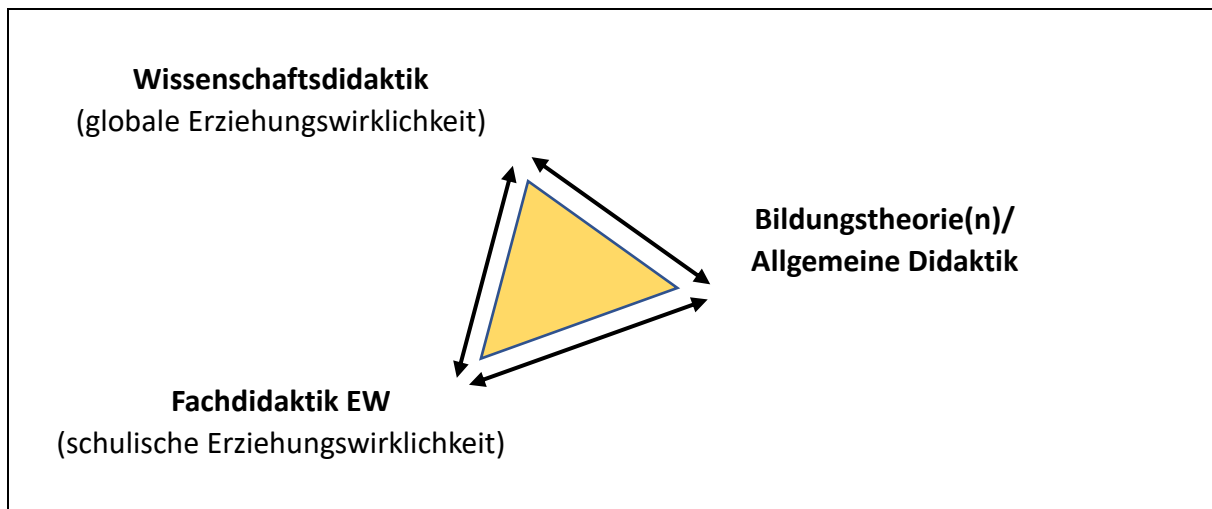 Wissenschaftsdidaktik
(globale Erziehungswirklichkeit)
Bildungstheorie(n)/
Allgemeine Didaktik
Fachdidaktik EW
(schulische Erziehungswirklichkeit)